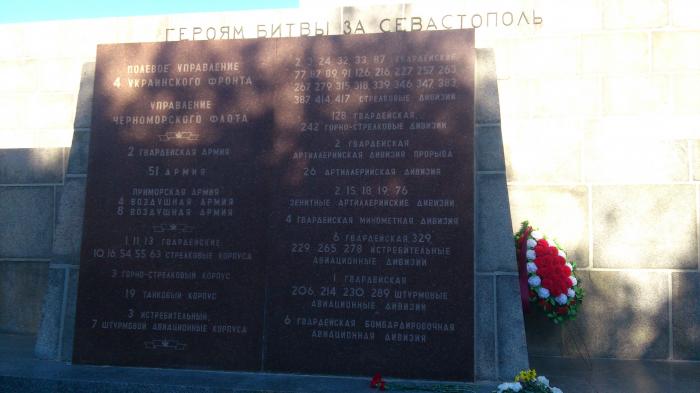 ГЕРОЯМ БИТВЫ ЗА СЕВАСТОПОЛЬ
ПОЛЕВОЕ УПРАВЛЕНИЕ
4 УКРАИНСКОГО ФРОНТА
УПРАВЛЕНИЕ
ЧЕРНОМОРСКОГО ФЛОТА
2 ГВАРДЕЙСКАЯ АРМИЯ
51 АРМИЯ
ПРИМОРСКАЯ АРМИЯ
4 ВОЗДУШНАЯ АРМИЯ
8 ВОЗДУШНАЯ АРМИЯ
1, 11, 13 ГВАРДЕЙСКИЕ,
10, 16, 54, 55, 63 СТРЕЛКОВЫЕ КОРПУСА
3 ГОРНО-СТРЕЛКОВЫЙ КОРПУС
19 ТАНКОВЫЙ КОРПУС
3 ИСТРЕБИТЕЛЬНЫЙ,
7 ШТУРМОВОЙ АВИАЦИОННЫЕ КОРПУСА
2 3 24 32 33 87 ГВАРДЕЙСКИЕ
77 87 89 91 126 216 227 257 263
267 279 315 318 339 346 347 383
387 414 417 СТРЕЛКОВЫЕ ДИВИЗИИ
128 ГВАРДЕЙСКАЯ,
242 ГОРНО-СТРЕЛКОВЫЕ ДИВИЗИИ
2 ГВАРДЕЙСКАЯ
АРТИЛЛЕРИЙСКАЯ ДИВИЗИЯ ПРОРЫВА
26 АРТИЛЛЕРИЙСКАЯ ДИВИЗИЯ
2, 15, 18, 19, 76
ЗЕНИТНЫЕ АРТИЛЛЕРИЙСКИЕ ДИВИЗИИ
4 ГВАРДЕЙСКАЯ МИНОМЕТНАЯ ДИВИЗИЯ
6 ГВАРДЕЙСКАЯ, 329,
229 265 278 ИСТРЕБИТЕЛЬНЫЕ
АВИАЦИОННЫЕ ДИВИЗИИ
1 ГВАРДЕЙСКАЯ
206, 214, 230, 289 ШТУРМОВЫЕ
АВИАЦИОННЫЕ ДИВИЗИИ
6 ГВАРДЕЙСКАЯ БОМБАРДИРОВОЧНАЯ
АВИАЦИОННАЯ ДИВИЗИЯ